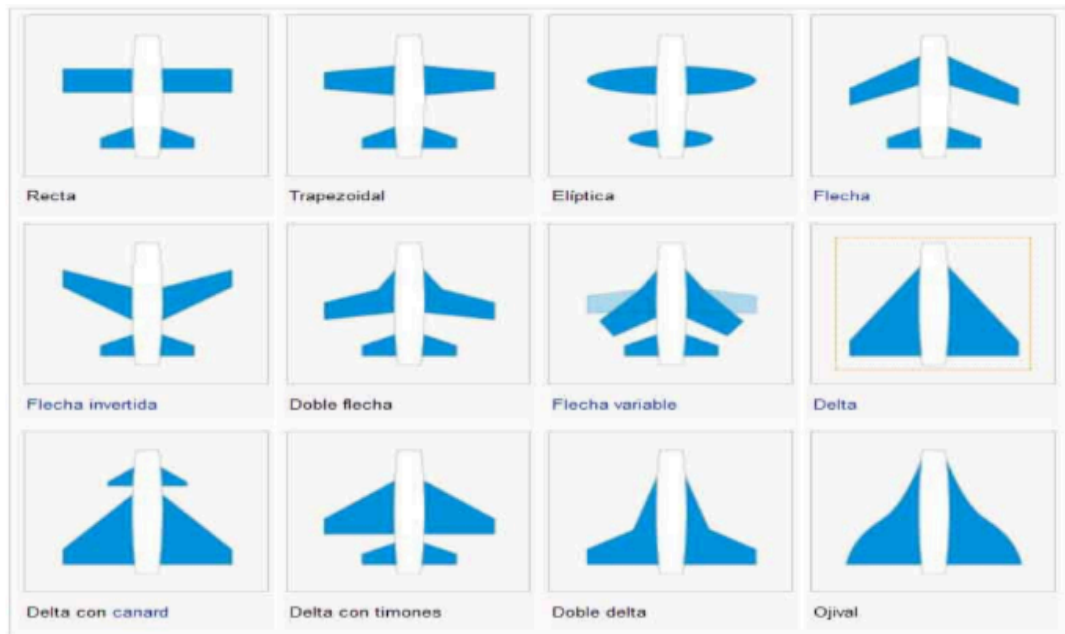 Recta
Trapezoidal
Elíptica
Flecha
Flecha invertida
Doble flecha
Flecha variable
Delta
Delta con canard
Delta con timones
Doble delta
Ojival